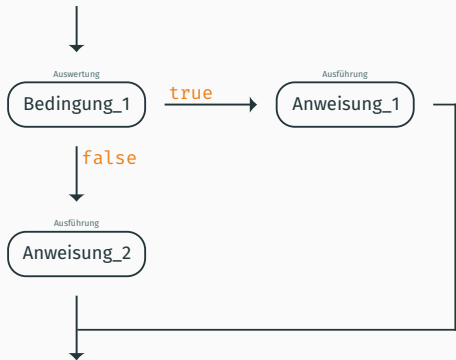 Auswertung
Bedingung_1
true
Ausführung
Anweisung_1
false
Ausführung
Anweisung_2